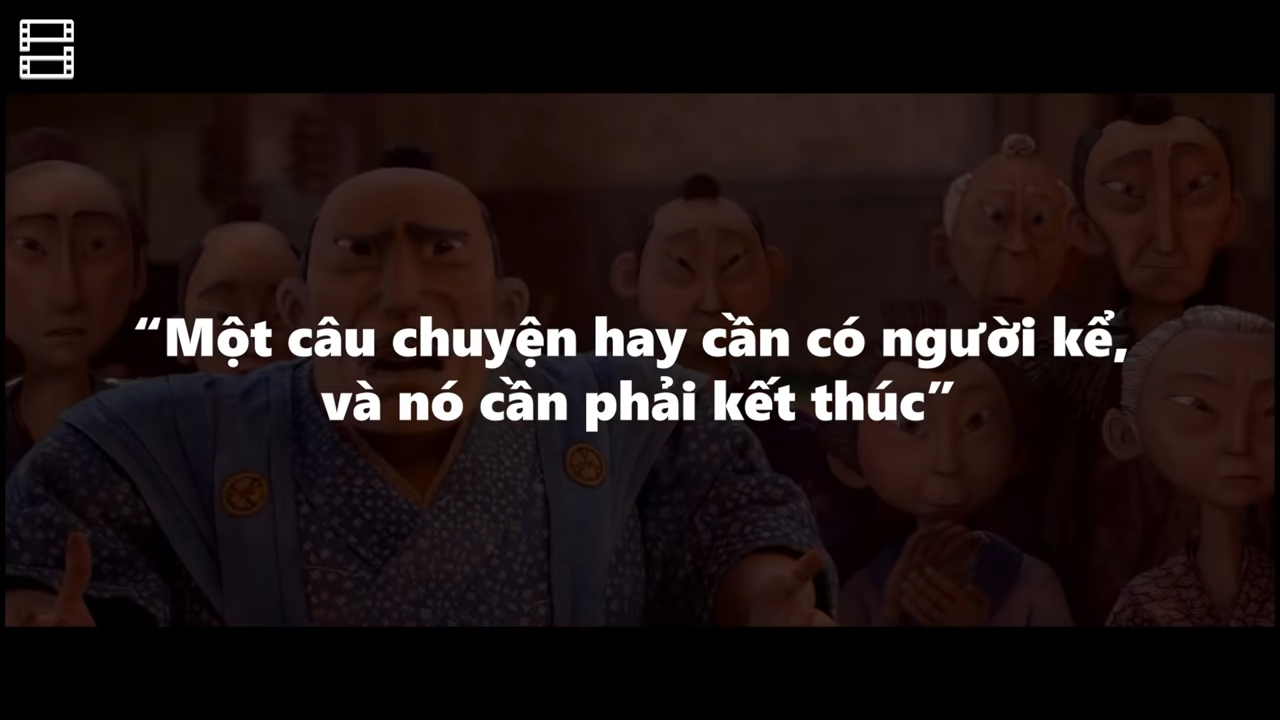 “Một câu chuyện hay cần có người kể,
và nó cần phải kết thúc”